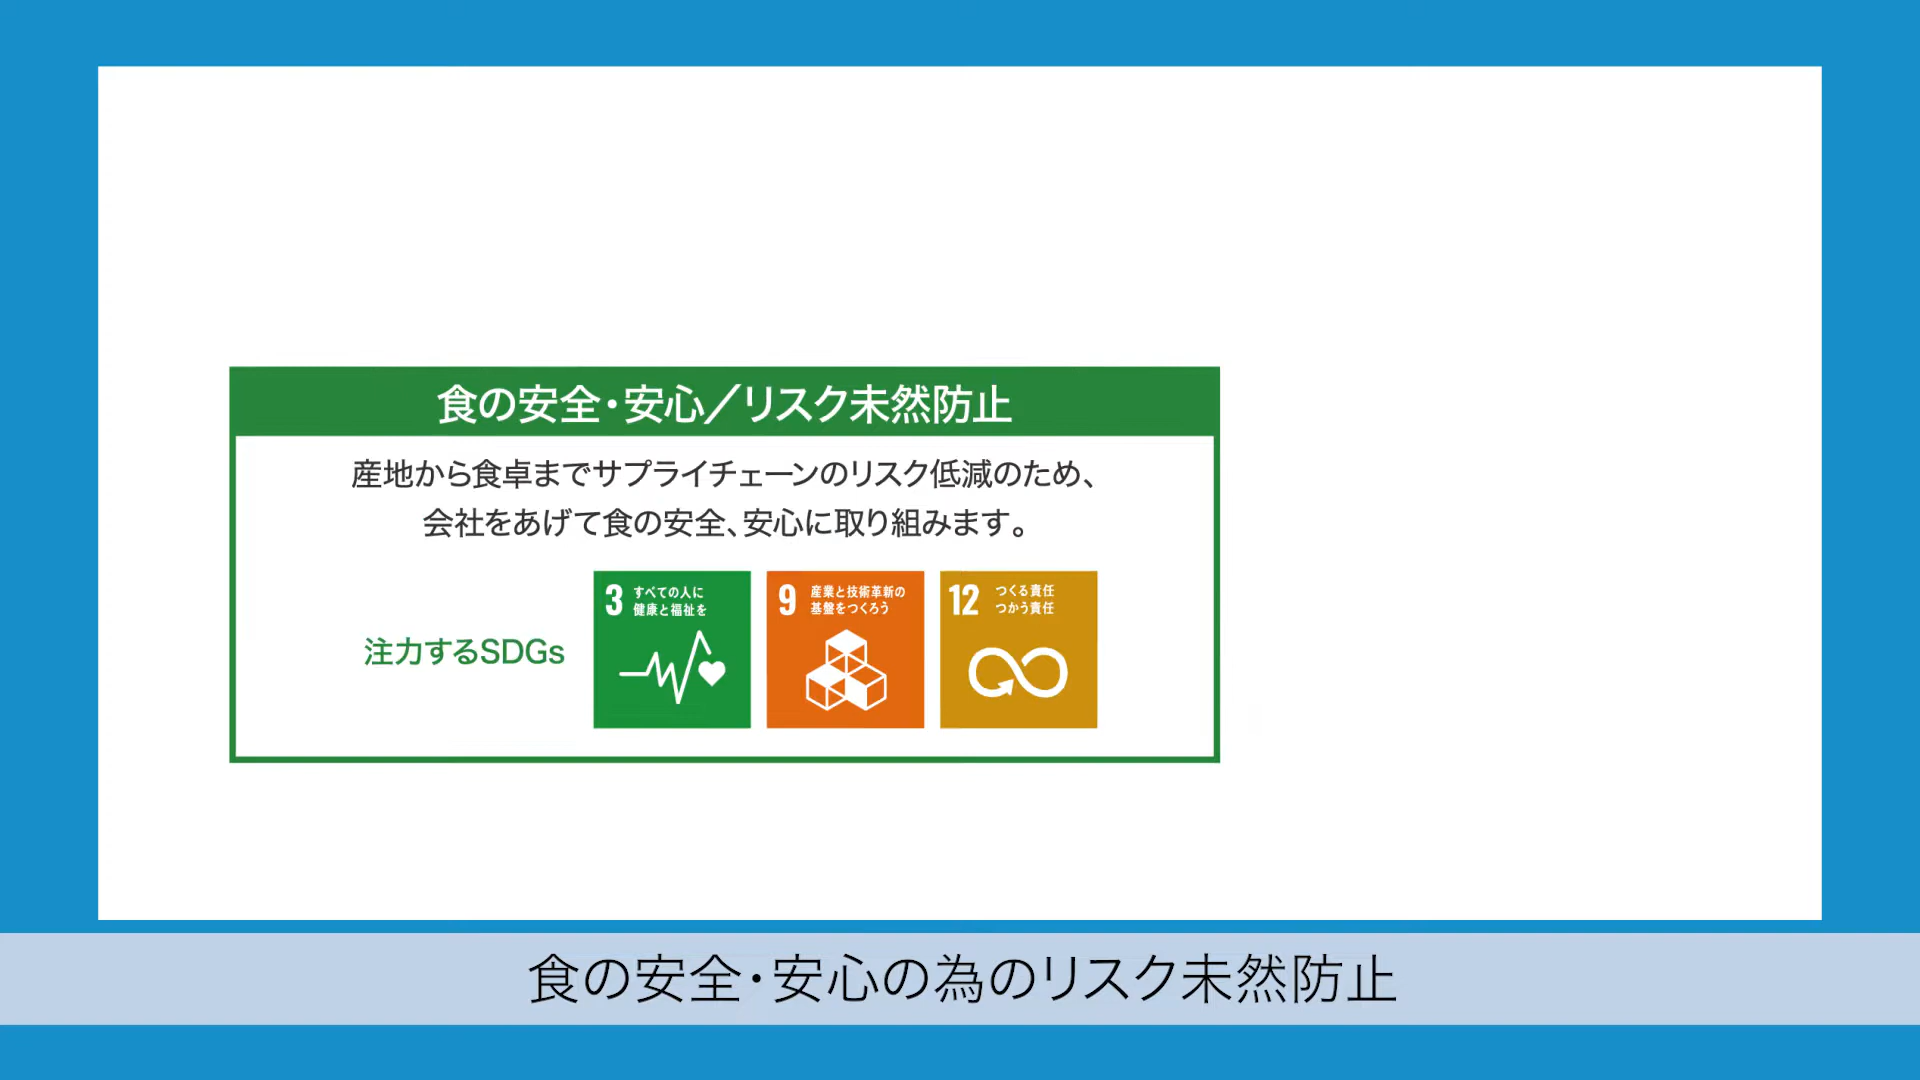 食の安全・安心／リスク未然防止
産地から食卓までサプライチェーンのリスク低減のため、
会社をあげて食の安全、安心に取り組みます。
注力するSDGs
3 すべての人に
健康と福祉を
9 産業と技術革新の
基盤をつくろう
12 つくる責任
つかう責任
食の安全・安心の為のリスク未然防止